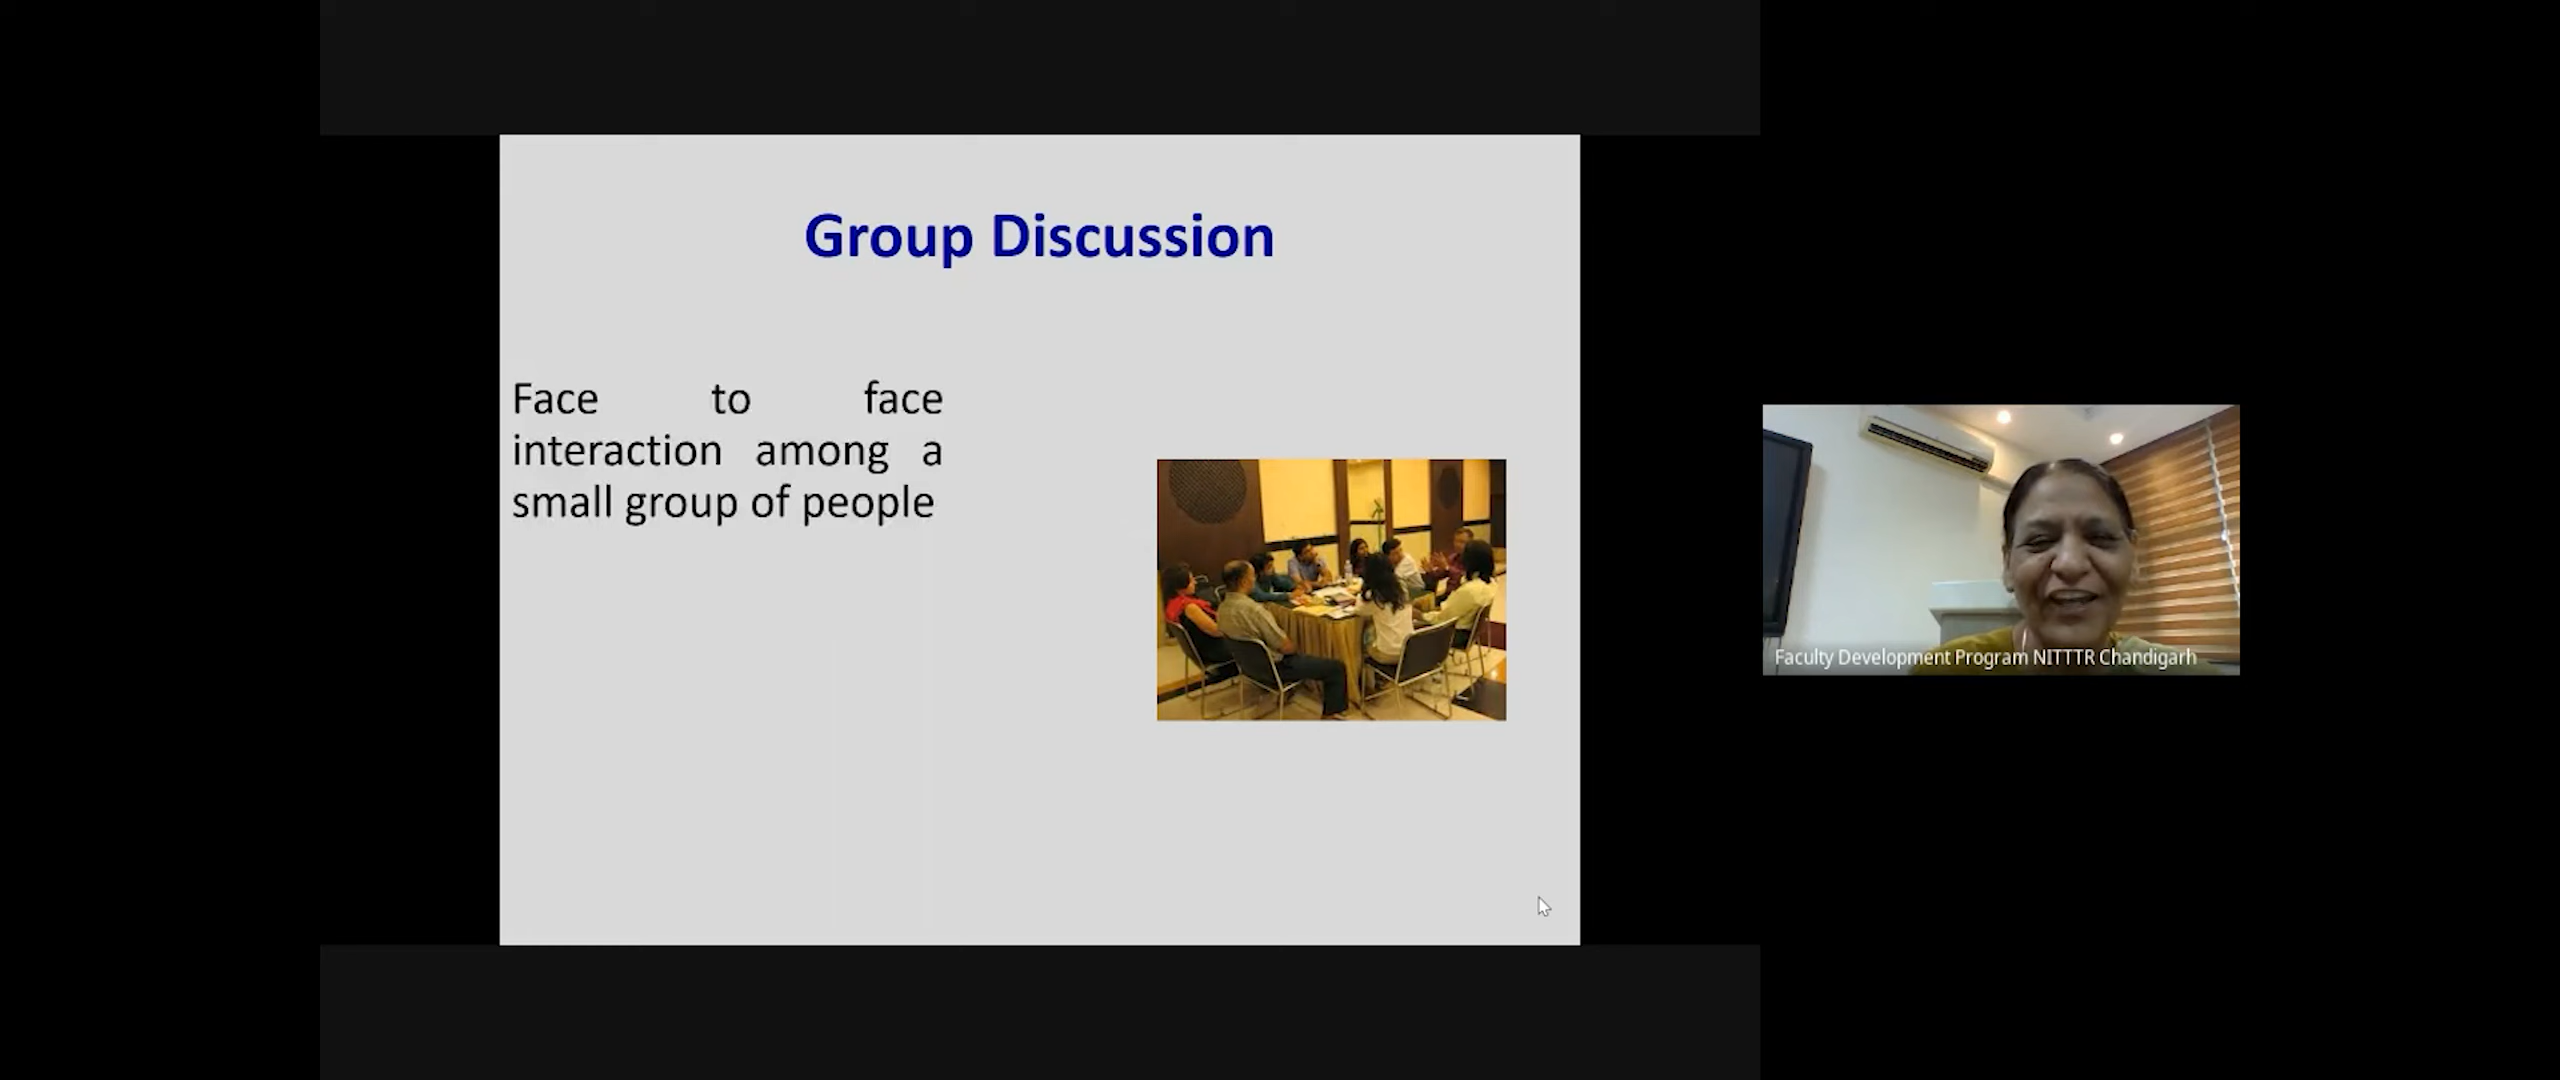 Group Discussion
Face to face
interaction among a
small group of people
Faculty Development Program NITTTR Chandigarh